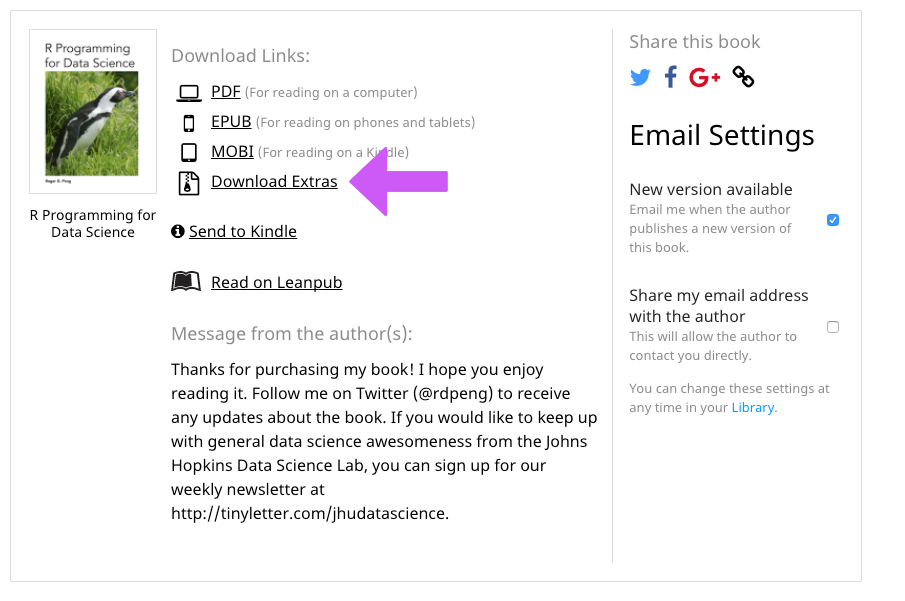 R Programming
for Data Science
Roger D. Peng
R Programming for
Data Science
Download Links:
PDF (For reading on a computer)
EPUB (For reading on phones and tablets)
MOBI (For reading on a Kindle)
Download Extras
Send to Kindle
Read on Leanpub
Message from the author(s):
Thanks for purchasing my book! I hope you enjoy
reading it. Follow me on Twitter (@rdpeng) to receive
any updates about the book. If you would like to keep up
with general data science awesomeness from the Johns
Hopkins Data Science Lab, you can sign up for our
weekly newsletter at
http://tinyletter.com/jhudatascience.
Share this book
Email Settings
New version available
Email me when the author
publishes a new version of
this book.
Share my email address
with the author
This will allow the author to
contact you directly.
You can change these settings at
any time in your Library.